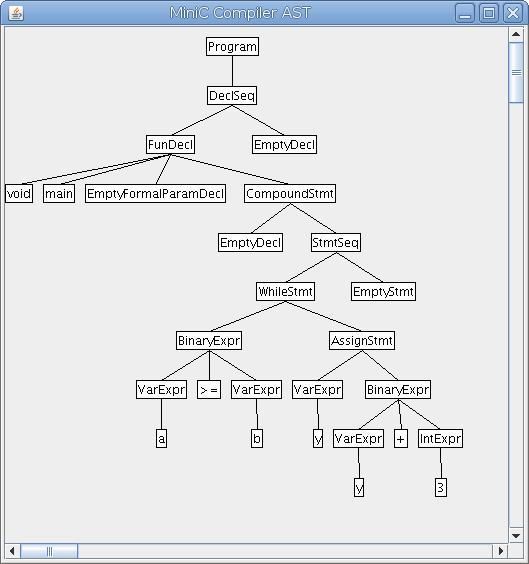 MiniC Compiler AST
Program
DeclSeq
FunDecl EmptyDecl
void main EmptyFormalParamDecl CompoundStmt
EmptyDecl StmtSeq
WhileStmt EmptyStmt
BinaryExpr AssignStmt
VarExpr >= VarExpr VarExpr BinaryExpr
a b y VarExpr + IntExpr
y 3